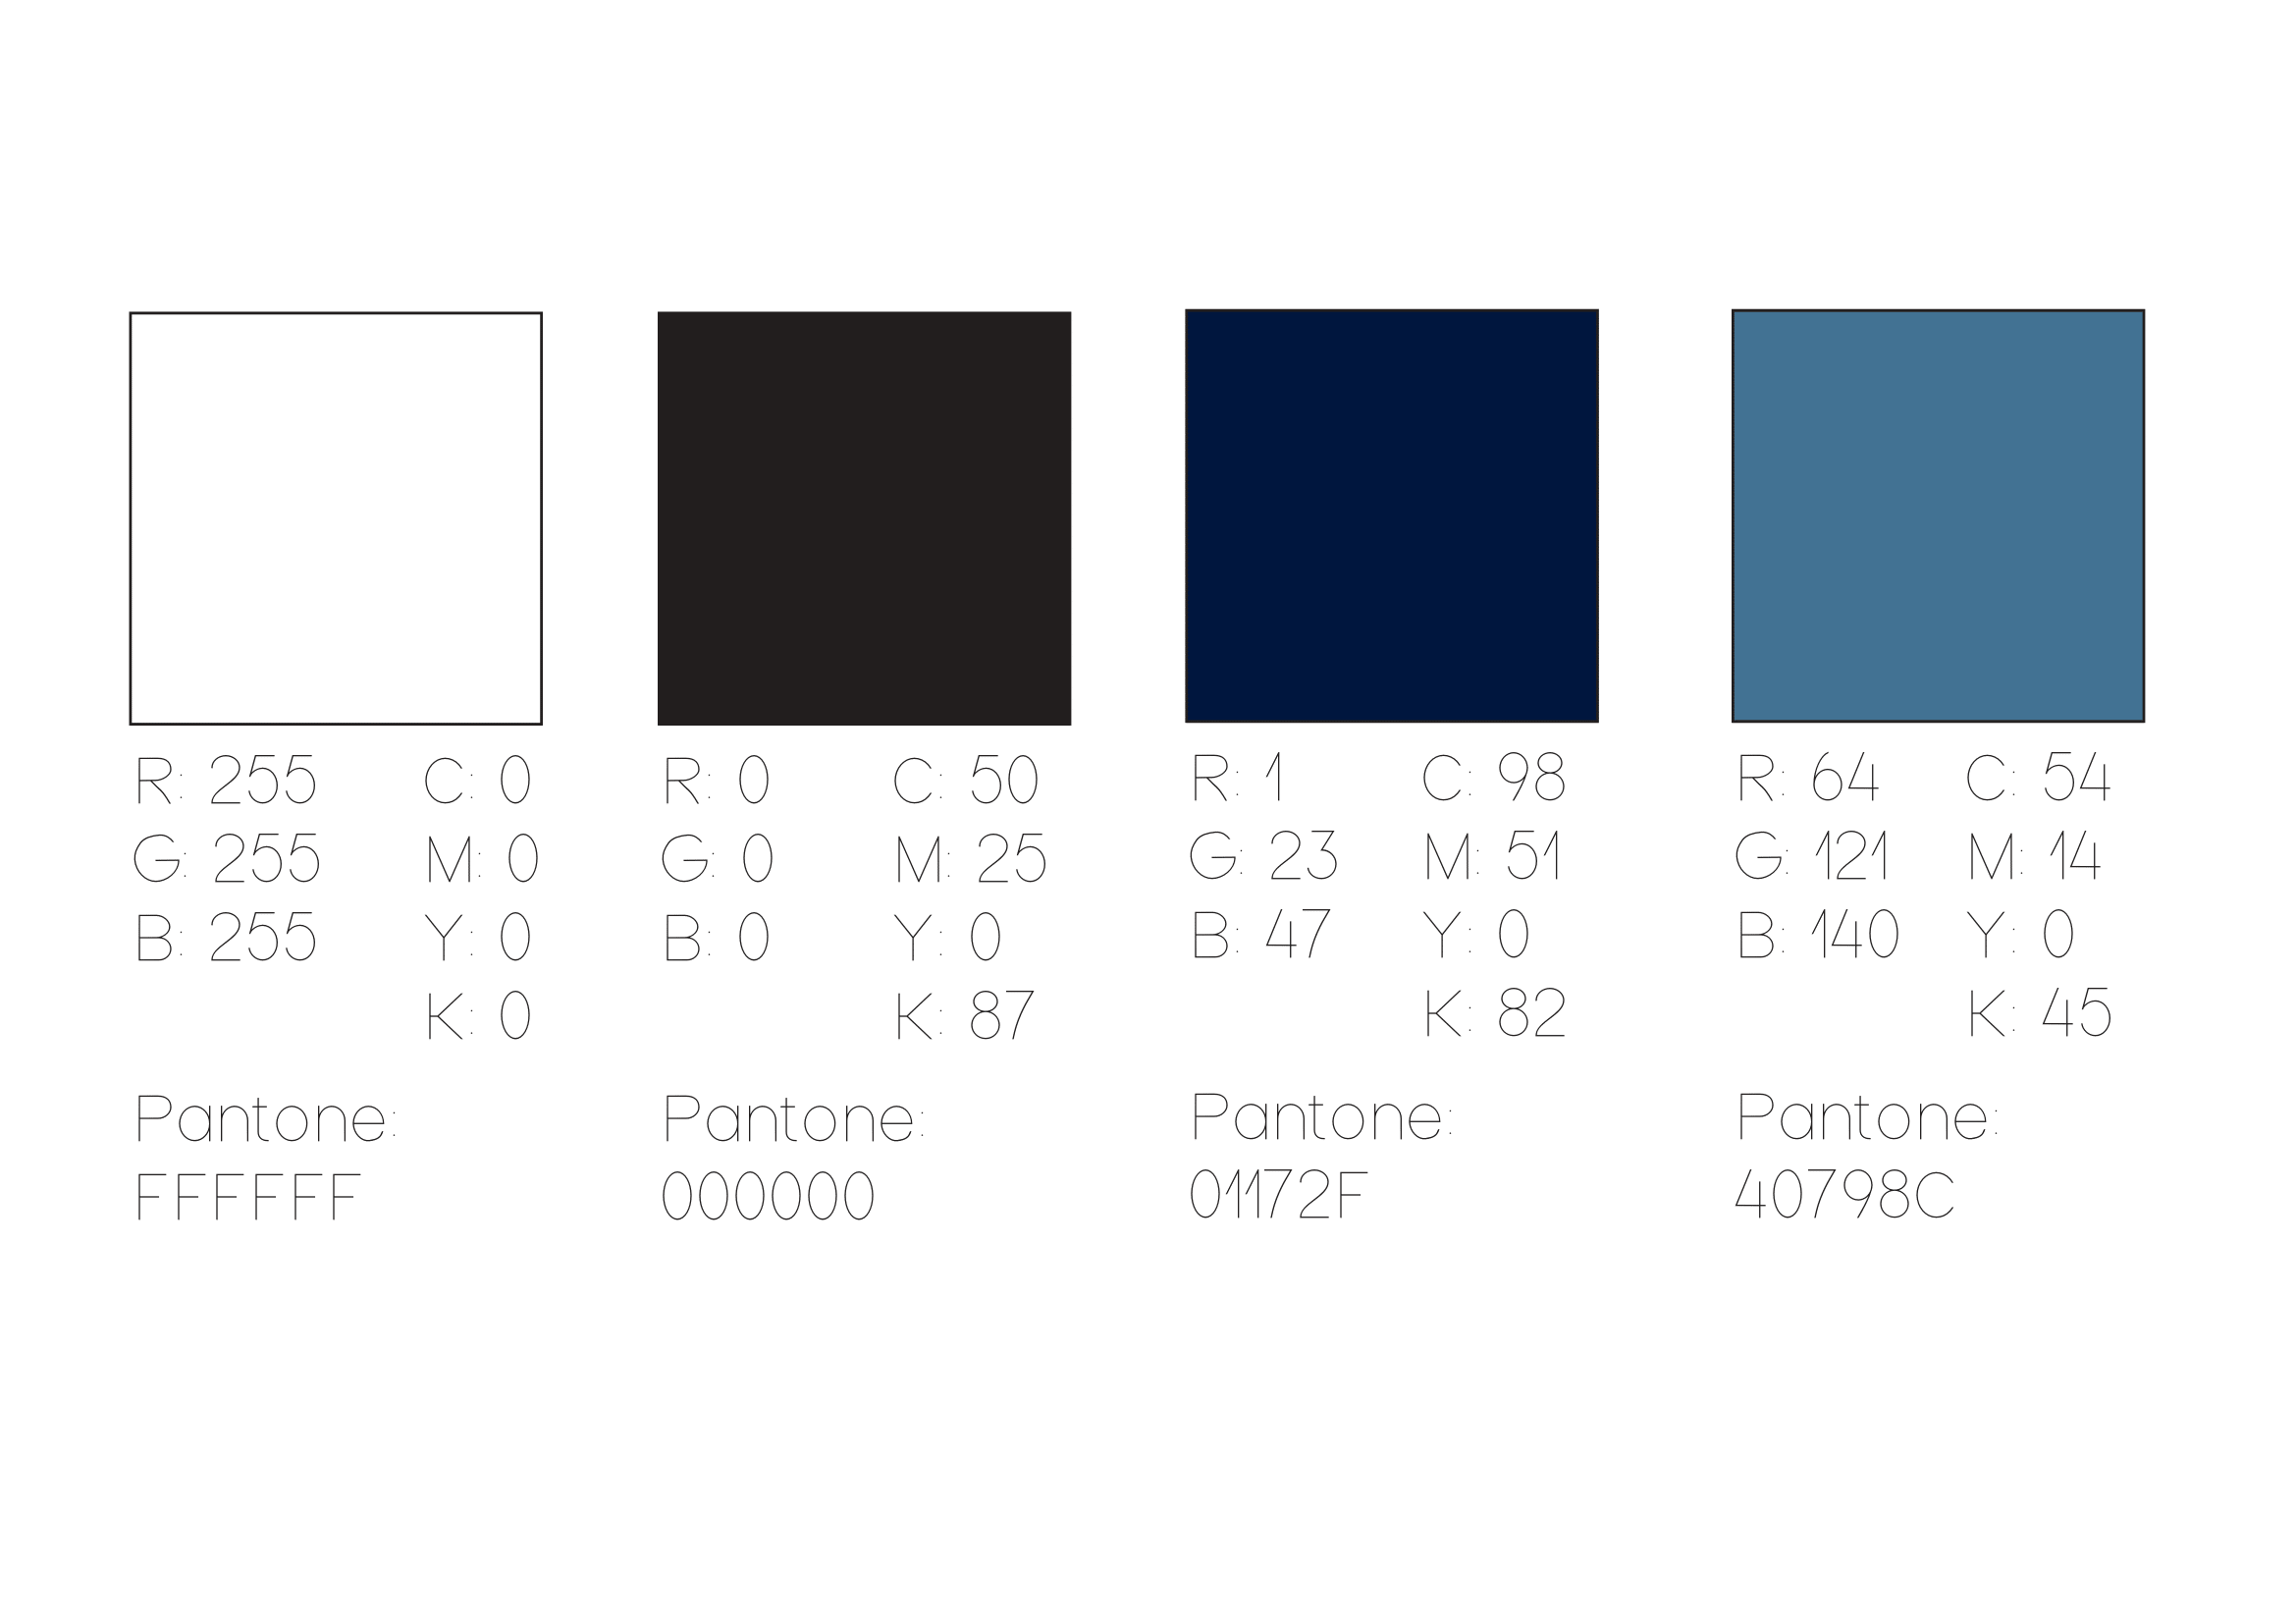 R: 255 C: 0
G: 255 M: 0
B: 255 Y: 0
K: 0
Pantone:
FFFFFF
R: 0 C: 50
G: 0 M: 25
B: 0 Y: 0
K: 87
Pantone:
000000
R: 1 C: 98
G: 23 M: 51
B: 47 Y: 0
K: 82
Pantone:
01172F
R: 64 C: 54
G: 121 M: 14
B: 140 Y: 0
K: 45
Pantone:
40798C